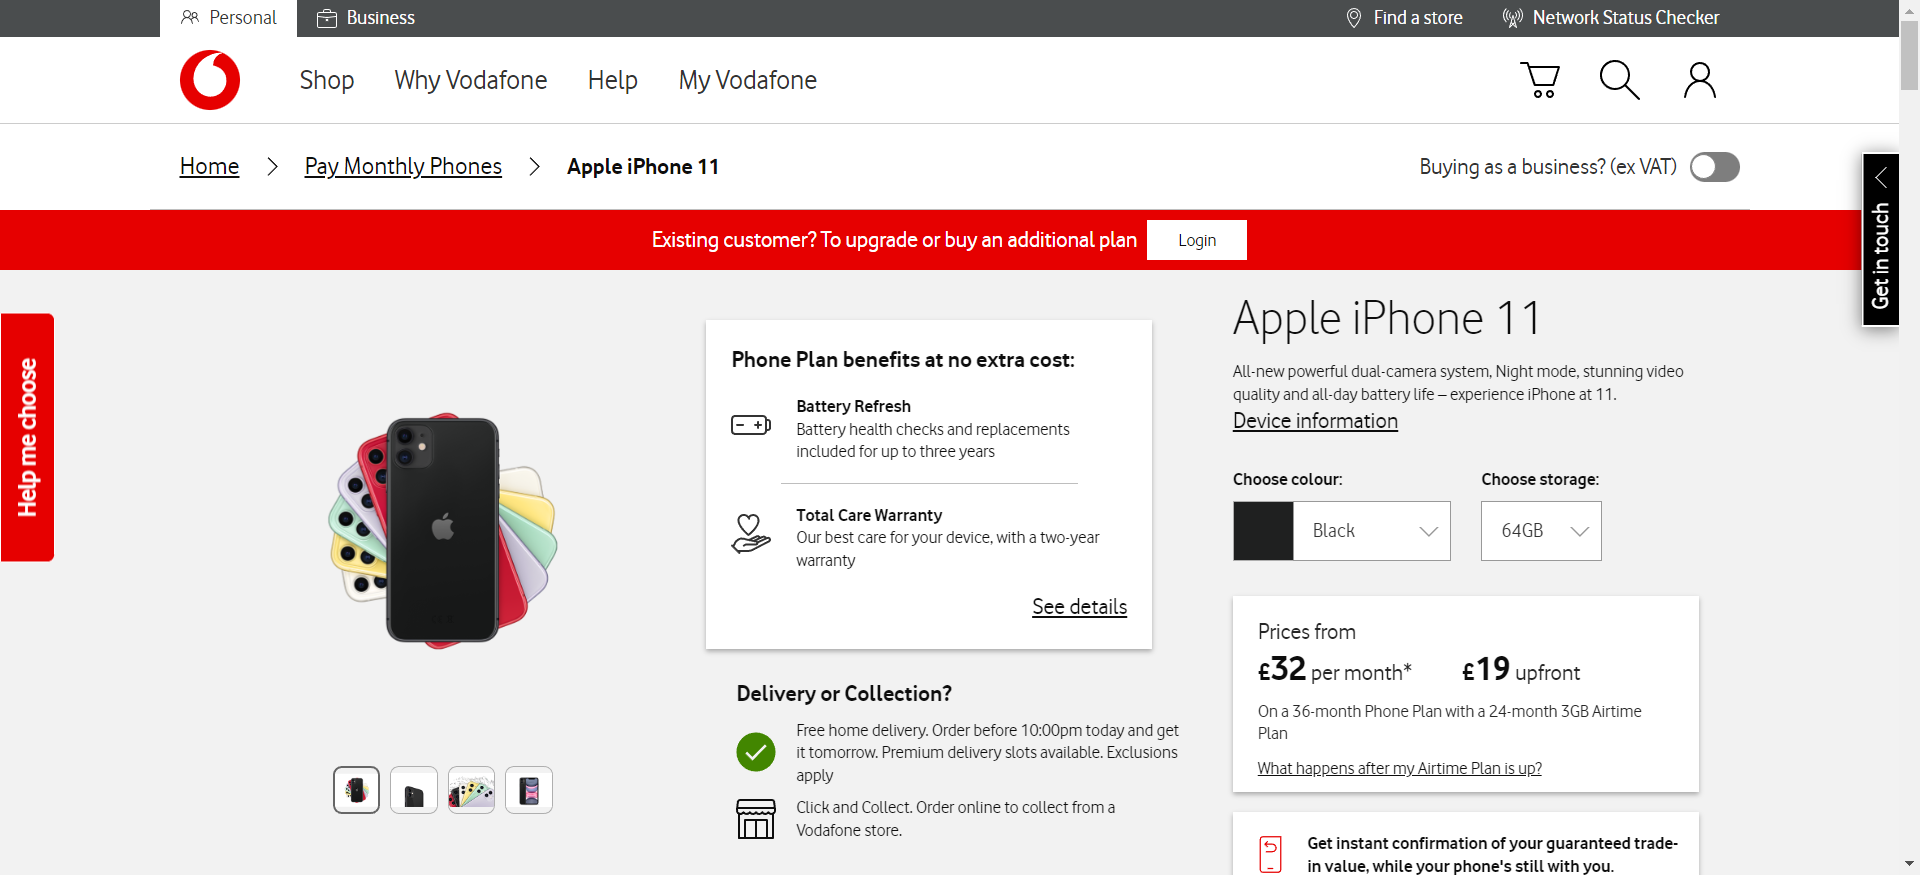 Personal
Business
Find a store
Network Status Checker
Shop
Why Vodafone
Help
My Vodafone
Home
Pay Monthly Phones
Apple iPhone 11
Buying as a business? (ex VAT)
Get in touch
Existing customer? To upgrade or buy an additional plan
Login
Help me choose
Phone Plan benefits at no extra cost:
Battery Refresh
Battery health checks and replacements
included for up to three years
Total Care Warranty
Our best care for your device, with a two-year
warranty
See details
Delivery or Collection?
Free home delivery. Order before 10:00pm today and get
it tomorrow. Premium delivery slots available. Exclusions
apply
Click and Collect. Order online to collect from a
Vodafone store.
Apple iPhone 11
All-new powerful dual-camera system, Night mode, stunning video
quality and all-day battery life – experience iPhone at 11.
Device information
Choose colour:
Choose storage:
Black
64GB
Prices from
£32 per month*
£19 upfront
On a 36-month Phone Plan with a 24-month 3GB Airtime
Plan
What happens after my Airtime Plan is up?
Get instant confirmation of your guaranteed trade-
in value, while your phone's still with you.